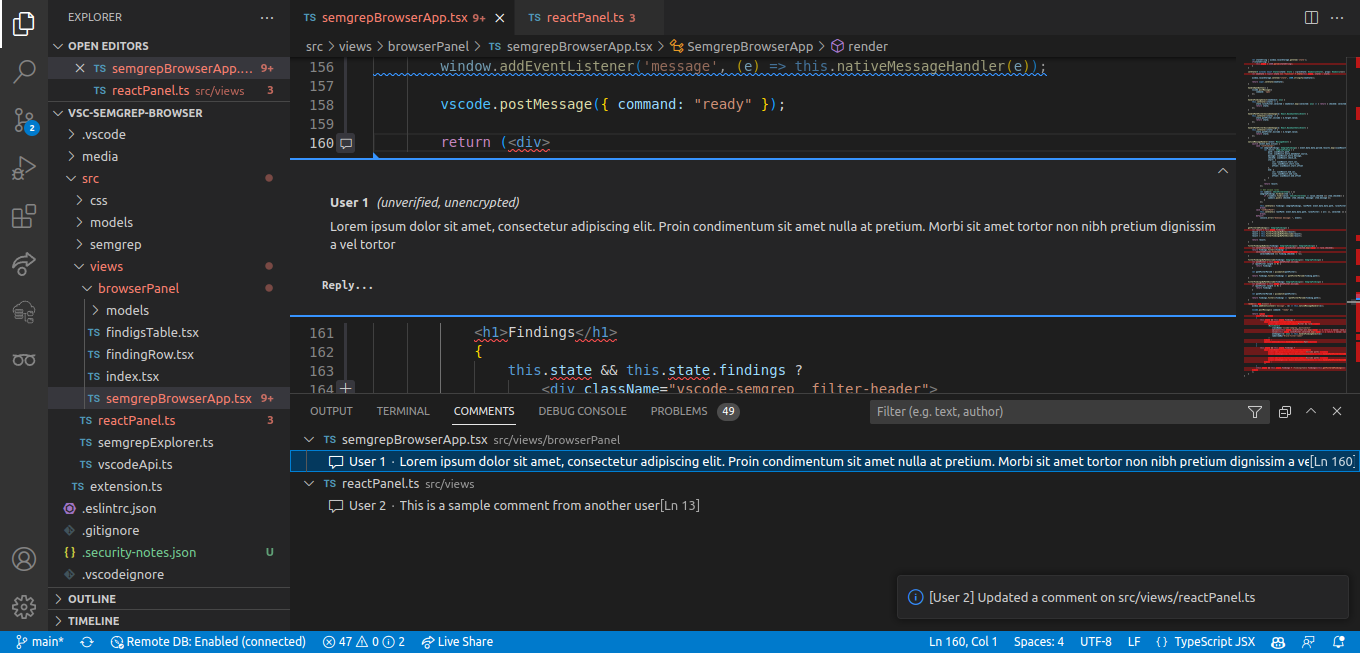 EXPLORER
OPEN EDITORS
TS semgrepBrowserApp.... 9+
TS reactPanel.ts src/views 3
VSC-SEMGREP-BROWSER
.vscode
media
src
css
models
semgrep
views
browserPanel
models
TS findigsTable.tsx
TS findingRow.tsx
TS index.tsx
TS semgrepBrowserApp.tsx 9+
TS reactPanel.ts 3
TS semgrepExplorer.ts
TS vscodeApi.ts
TS extension.ts
.eslintrc.json
.gitignore
{} .security-notes.json U
.vscodeignore
OUTLINE
TIMELINE
2
TS semgrepBrowserApp.tsx 9+
TS reactPanel.ts 3
src > views > browserPanel > TS semgrepBrowserApp.tsx > SemgrepBrowserApp > render
156 window.addEventListener('message', (e) => this.nativeMessageHandler(e));
157
158 vscode.postMessage({ command: "ready" });
159
160 return (<div>
User 1 (unverified, unencrypted)
Lorem ipsum dolor sit amet, consectetur adipiscing elit. Proin condimentum sit amet nulla at pretium. Morbi sit amet tortor non nibh pretium dignissim
a vel tortor
Reply...
161 <h1>Findings</h1>
162 {
163 this.state && this.state.findings ?
164 <div className="vscode-semgrep filter-header">
OUTPUT TERMINAL COMMENTS DEBUG CONSOLE PROBLEMS 49 Filter (e.g. text, author)
TS semgrepBrowserApp.tsx src/views/browserPanel
User 1 · Lorem ipsum dolor sit amet, consectetur adipiscing elit. Proin condimentum sit amet nulla at pretium. Morbi sit amet tortor non nibh pretium dignissim a ve[Ln 160]
TS reactPanel.ts src/views
User 2 · This is a sample comment from another user[Ln 13]
[User 2] Updated a comment on src/views/reactPanel.ts
main* Remote DB: Enabled (connected) 47 0 2 Live Share Ln 160, Col 1 Spaces: 4 UTF-8 LF {} TypeScript JSX